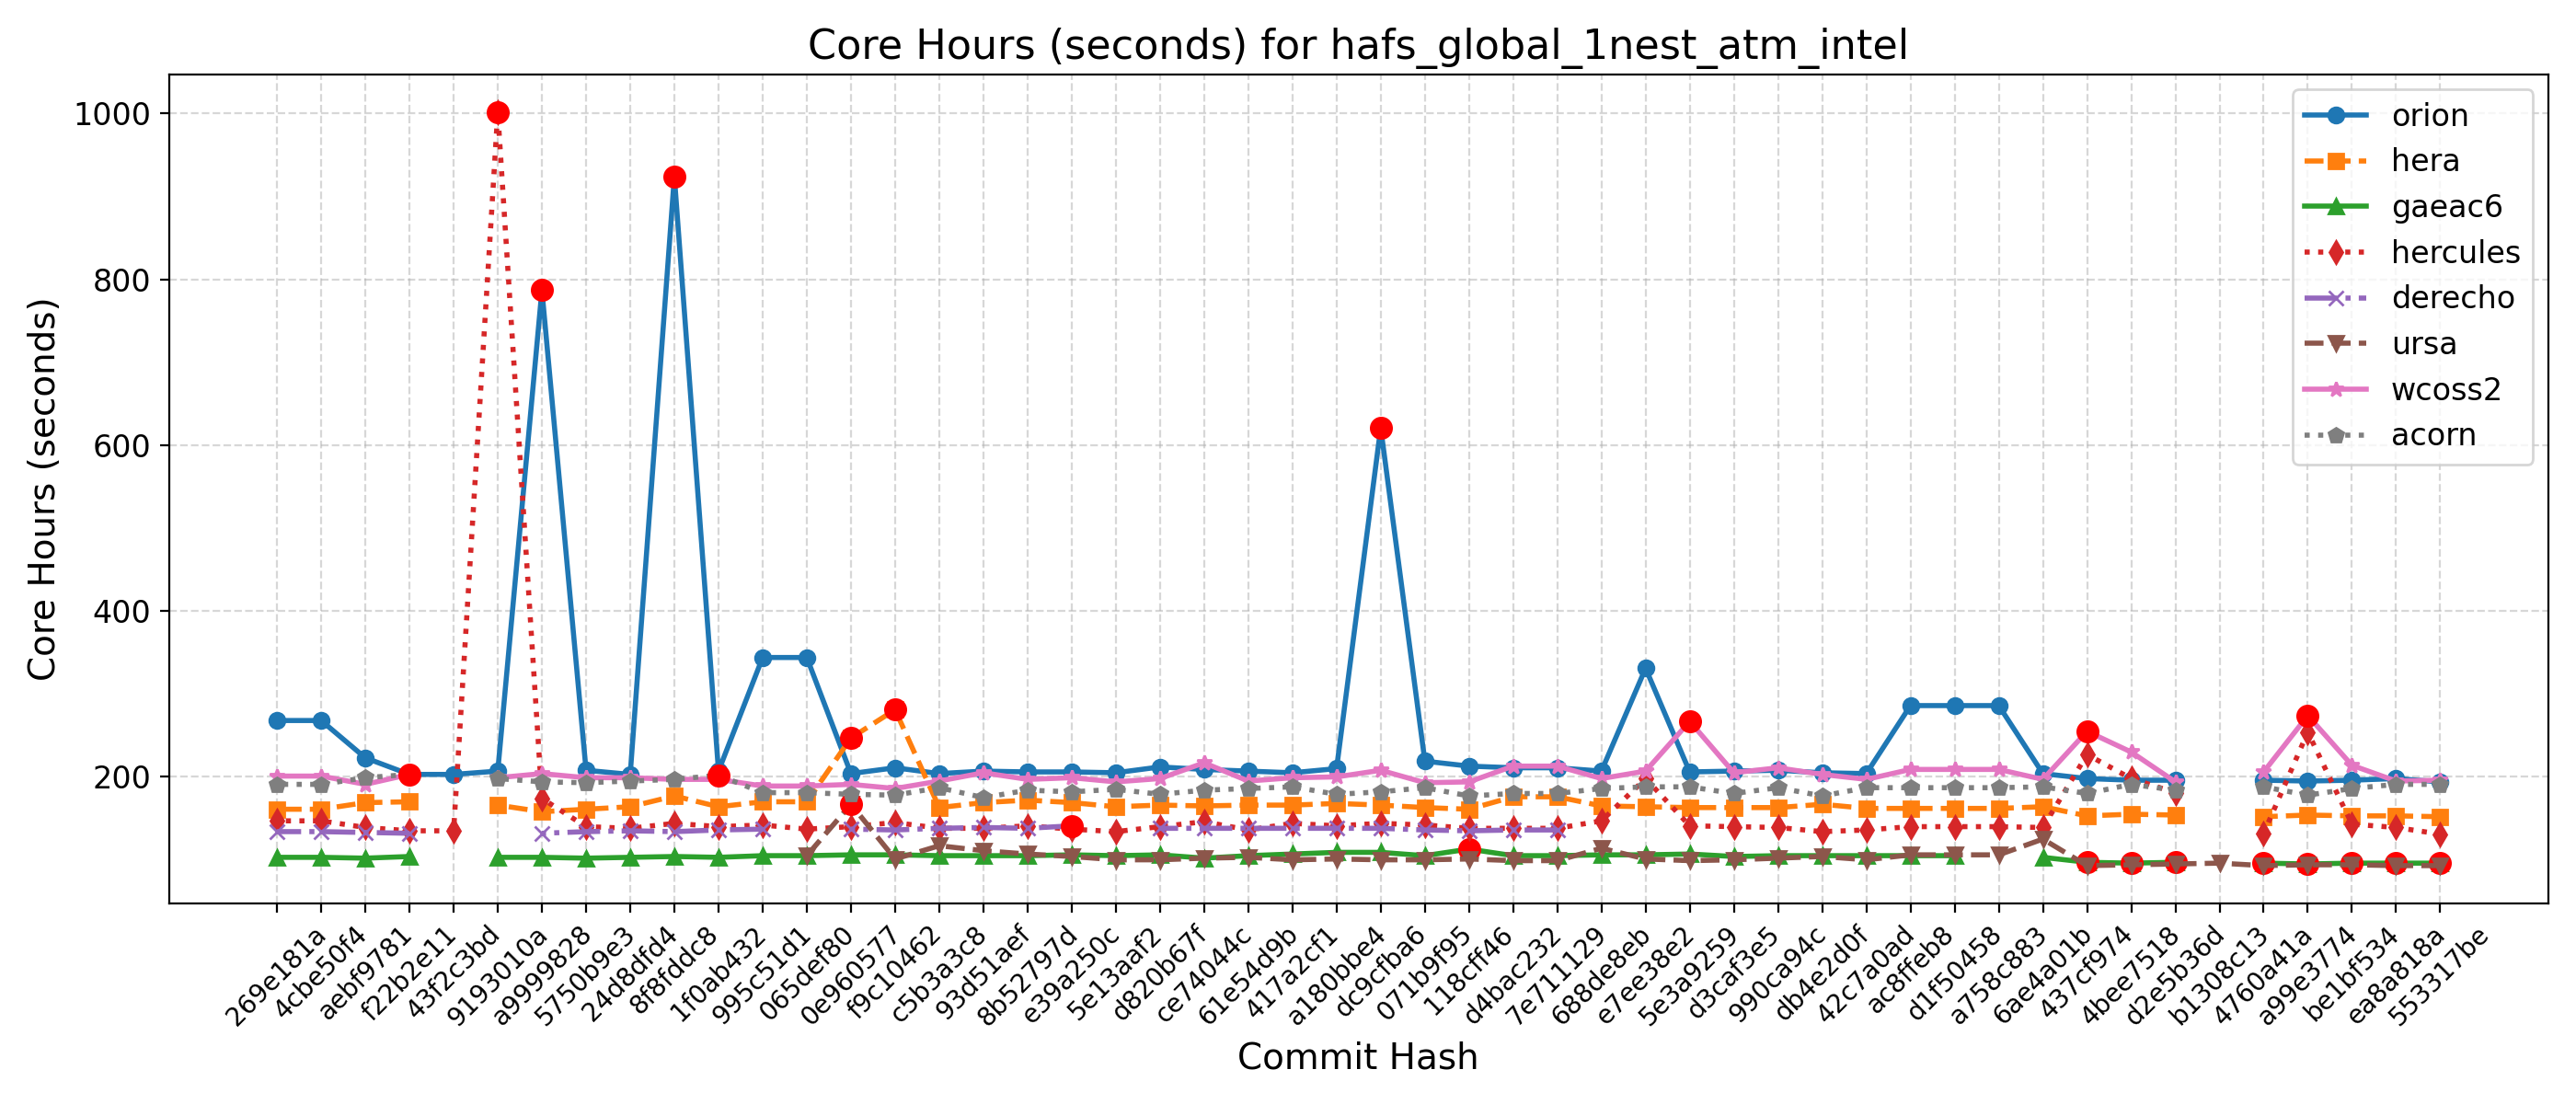 Core Hours (seconds) for hafs_global_1nest_atm_intel
Core Hours (seconds)
1000
800
600
400
200
orion
hera
gaeac6
hercules
derecho
ursa
wcoss2
acorn
269e181a
4cbe50f4
aebf9781
f22b2e11
43f2c3bd
9193010a
a9999828
5750b9e3
24d8dfd4
8f8fddc8
1f0ab432
995c51d1
065def80
0e960577
f9c10462
c5b3a3c8
93d51aef
8b52797d
e39a250c
5e13aaf2
d820b67f
ce74044c
61e54d9b
417a2cf1
a180bbe4
dc9cfba6
071b9f95
118cff46
d4bac232
7e711129
688de8eb
e7ee38e2
5e3a9259
d3caf3e5
990ca94c
db4e2d0f
42c7a0ad
ac8ffeb8
d1f50458
a758c883
6ae4a01b
437cf974
4bee7518
d2e5b36d
b1308c13
4760a41a
a99e3774
be1bf534
ea8a818a
553317be
Commit Hash